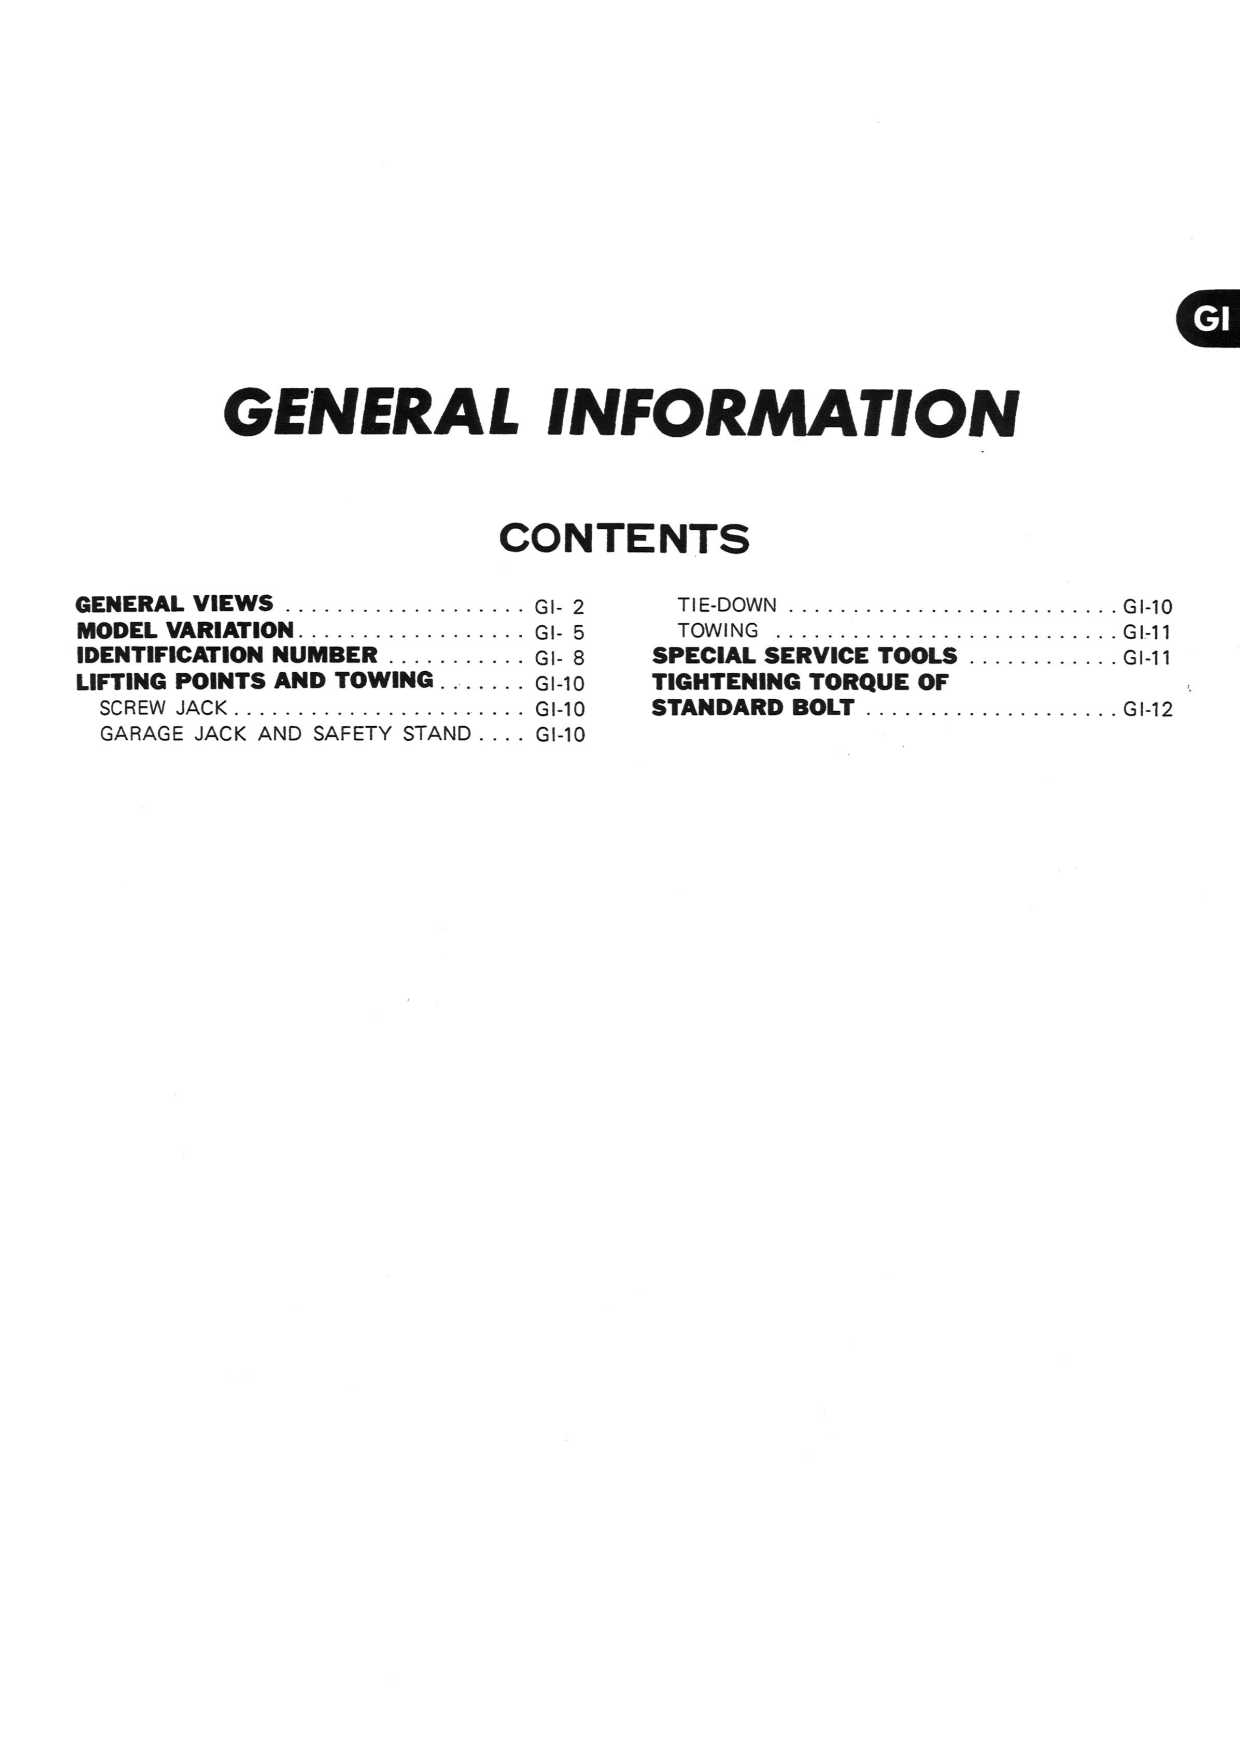 GI
GENERAL INFORMATION
CONTENTS
GENERAL VIEWS ................... GI- 2
MODEL VARIATION.................. GI- 5
IDENTIFICATION NUMBER ........... GI- 8
LIFTING POINTS AND TOWING....... GI-10
SCREW JACK....................... GI-10
GARAGE JACK AND SAFETY STAND.... GI-10
TIE-DOWN .......................... GI-10
TOWING ........................... GI-11
SPECIAL SERVICE TOOLS ............ GI-11
TIGHTENING TORQUE OF
STANDARD BOLT .................... GI-12